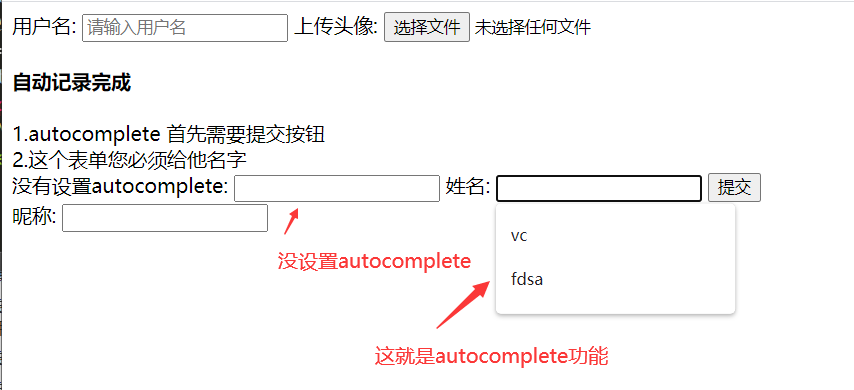 用户名: 请输入用户名 上传头像: 选择文件 未选择任何文件
自动记录完成
1.autocomplete 首先需要提交按钮
2.这个表单您必须给他名字
没有设置autocomplete: 姓名: 提交
昵称:
vc
没设置autocomplete
fdsa
这就是autocomplete功能